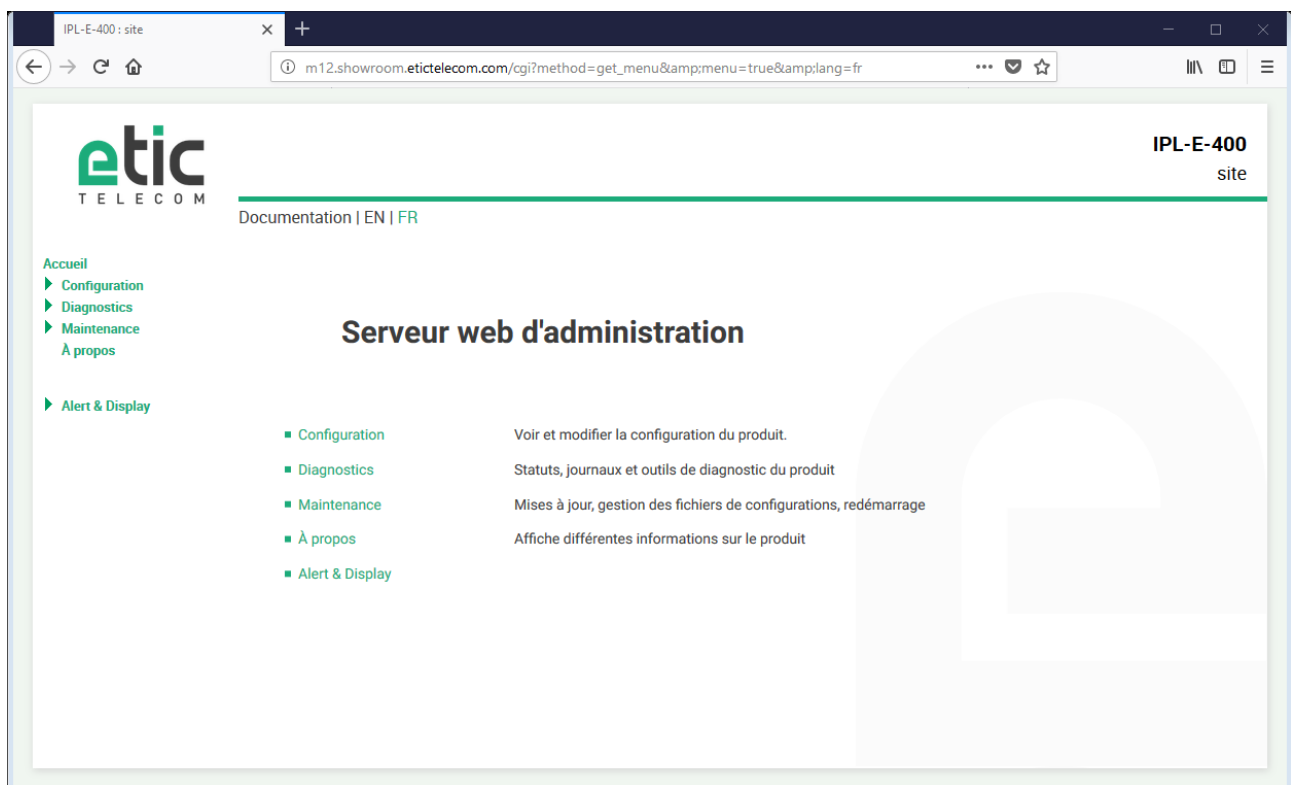 IPL-E-400 : site
m12.showroom.etictelecom.com/cgi?method=get_menu&amp;menu=true&amp;lang=fr
etic
TELECOM
IPL-E-400
site
Documentation | EN | FR
Accueil
Configuration
Diagnostics
Maintenance
À propos
Alert & Display
Serveur web d'administration
Configuration Voir et modifier la configuration du produit.
Diagnostics Statuts, journaux et outils de diagnostic du produit
Maintenance Mises à jour, gestion des fichiers de configurations, redémarrage
À propos Affiche différentes informations sur le produit
Alert & Display